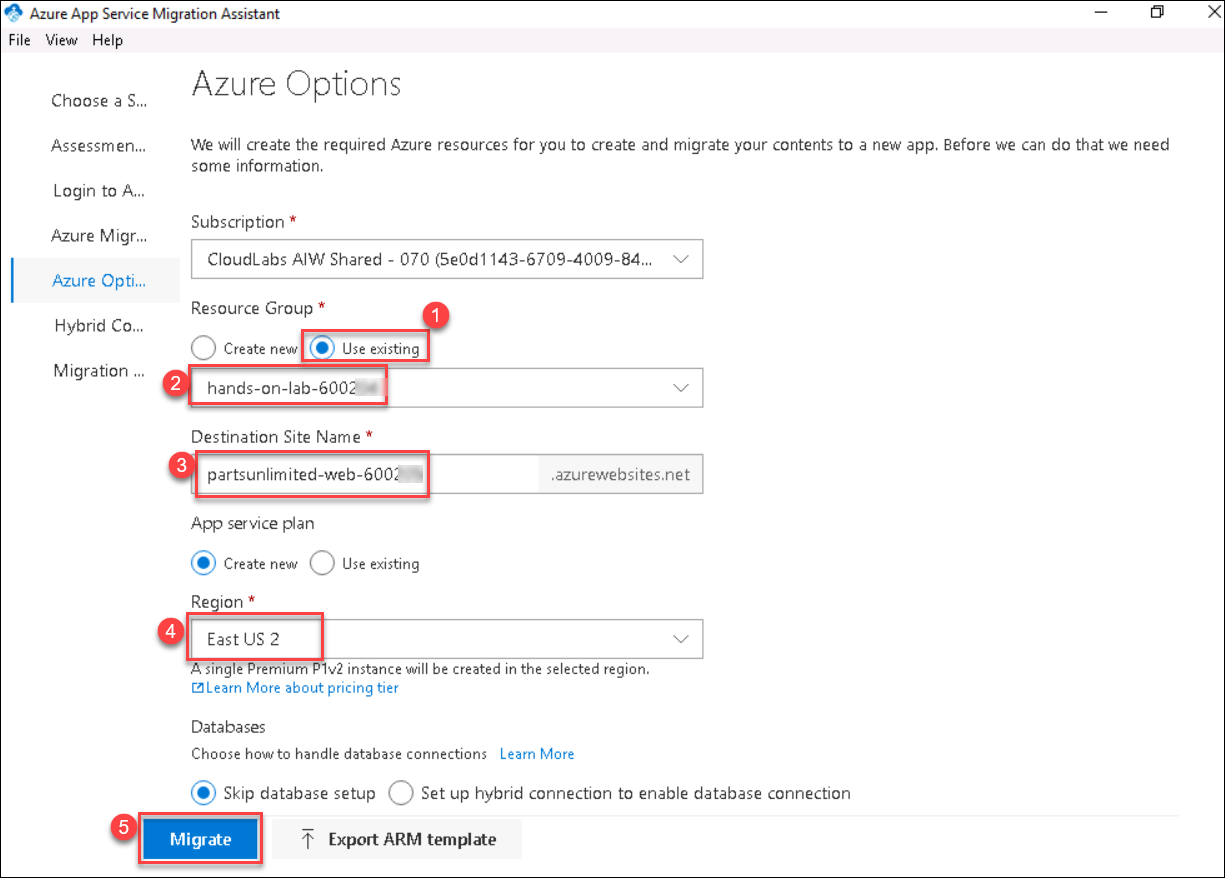 Azure App Service Migration Assistant
File View Help
Azure Options
Choose a S...
Assessmen...
Login to A...
Azure Migr...
Azure Opti...
Hybrid Co...
Migration ...
We will create the required Azure resources for you to create and migrate your contents to a new app. Before we can do that we need
some information.
Subscription *
CloudLabs AIW Shared - 070 (5e0d1143-6709-4009-84...
Resource Group *
1
Create new Use existing
2
hands-on-lab-6002
Destination Site Name *
3
partsunlimited-web-6002
.azurewebsites.net
App service plan
Create new Use existing
Region *
4
East US 2
A single Premium P1v2 instance will be created in the selected region.
Learn More about pricing tier
Databases
Choose how to handle database connections Learn More
Skip database setup Set up hybrid connection to enable database connection
5
Migrate Export ARM template